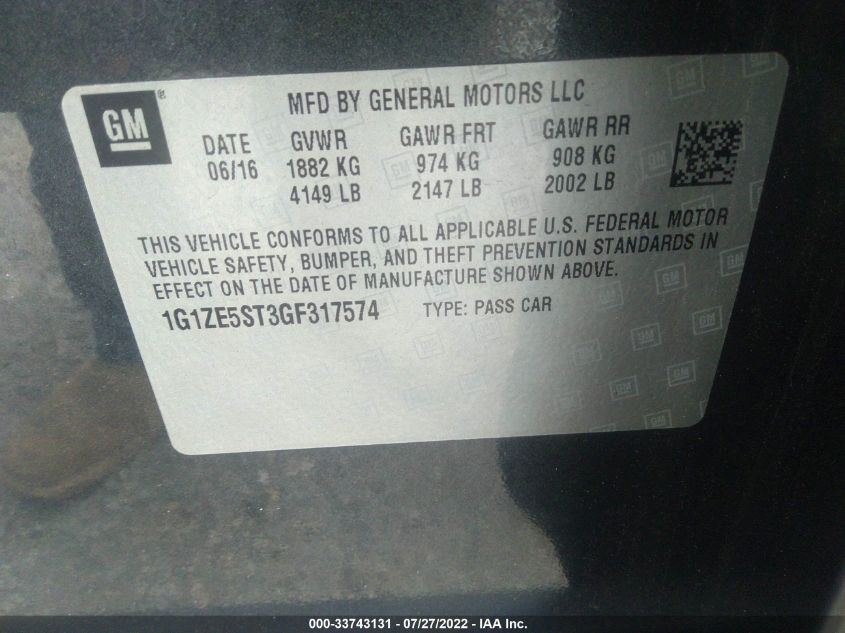 GM®
MFD BY GENERAL MOTORS LLC
DATE GVWR GAWR FRT GAWR RR
06/16 1882 KG 974 KG 908 KG
4149 LB 2147 LB 2002 LB
THIS VEHICLE CONFORMS TO ALL APPLICABLE U.S. FEDERAL MOTOR
VEHICLE SAFETY, BUMPER, AND THEFT PREVENTION STANDARDS IN
EFFECT ON THE DATE OF MANUFACTURE SHOWN ABOVE.
1G1ZE5ST3GF317574 TYPE: PASS CAR
000-33743131 - 07/27/2022 - IAA Inc.